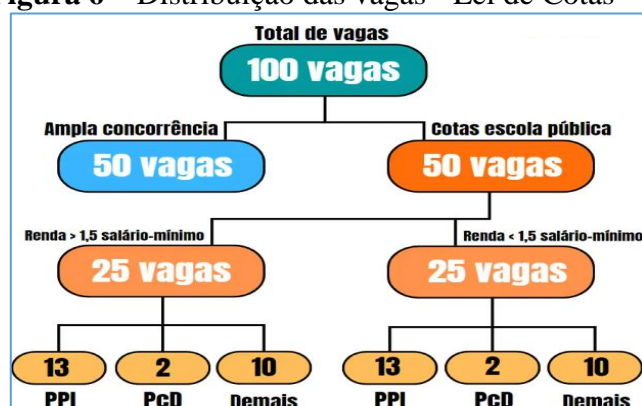 Figura 6 – Distribuição das vagas - Lei de Cotas
Total de vagas
100 vagas
Ampla concorrência
50 vagas
Cotas escola pública
50 vagas
Renda > 1,5 salário-mínimo
25 vagas
Renda < 1,5 salário-mínimo
25 vagas
13 2 10 13 2 10
PPI PcD Demais PPI PcD Demais